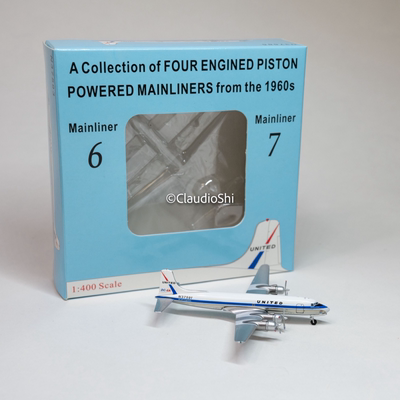 A Collection of FOUR ENGINED PISTON
POWERED MAINLINERS from the 1960s
Mainliner
6
Mainliner
7
©ClaudioShi
UNITED
1:400 Scale
UNITED